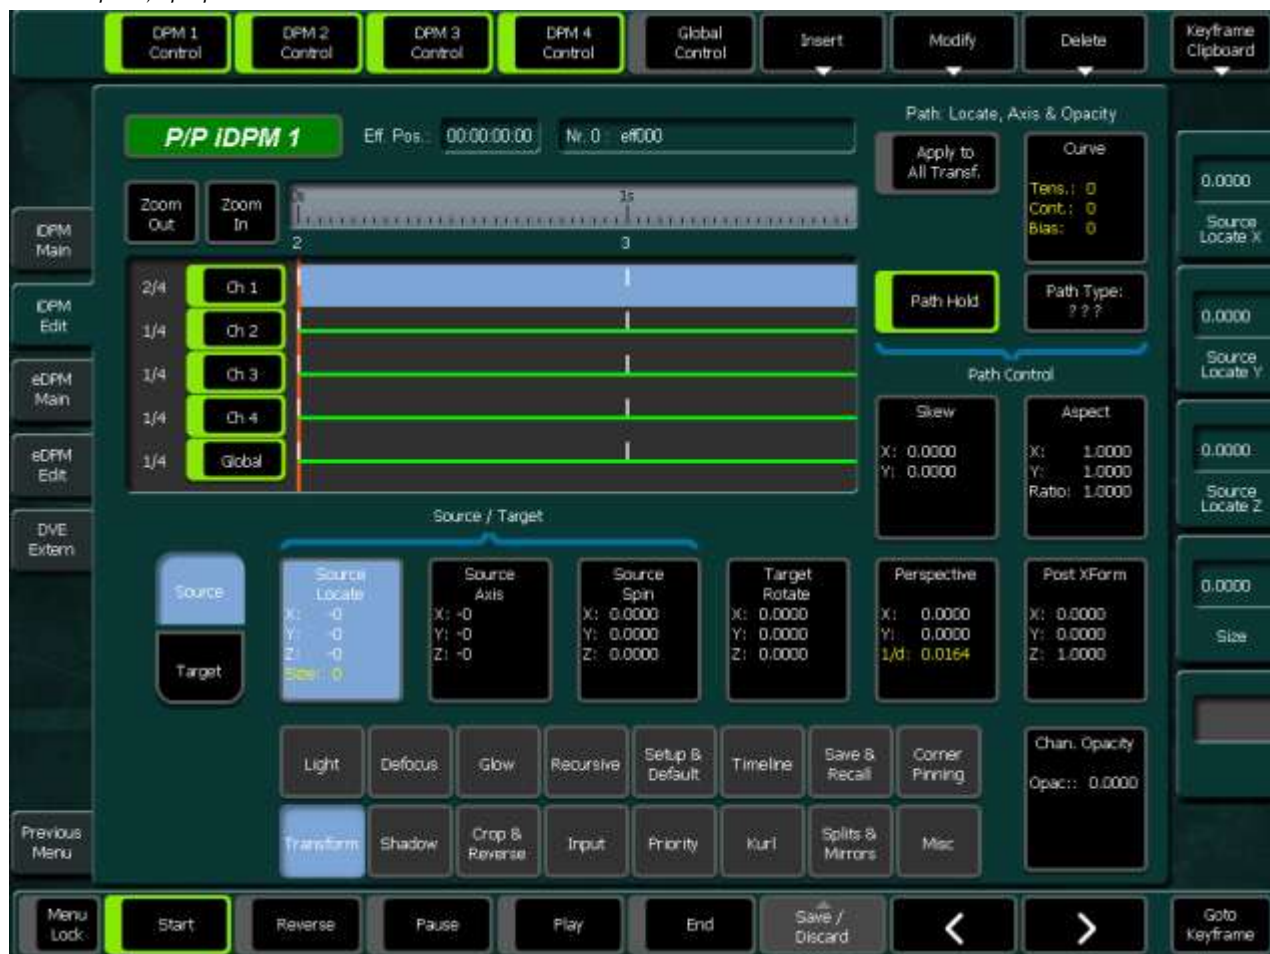 DPM 1
Control
DPM 2
Control
DPM 3
Control
DPM 4
Control
Global
Control
Insert
Modify
Delete
Keyframe
Clipboard
P/P iDPM 1
Eff. Pos.: 00:00:00:00
Nr. 0 : eff000
Path: Locate, Axis & Opacity
Apply to
All Transf.
Curve
Tens.: 0
Cont.: 0
Bias: 0
0.0000
Source
Locate X
Zoom
Out
Zoom
In
0s 1s
2 3
iDPM
Main
iDPM
Edit
eDPM
Main
eDPM
Edit
DVE
Extern
2/4 Ch 1
1/4 Ch 2
1/4 Ch 3
1/4 Ch 4
1/4 Global
Path Hold
Path Type:
???
Path Control
0.0000
Source
Locate Y
Skew
X: 0.0000
Y: 0.0000
Aspect
X: 1.0000
Y: 1.0000
Ratio: 1.0000
0.0000
Source
Locate Z
Source / Target
Source
Target
Source
Locate
X: -0
Y: -0
Z: -0
Size: 0
Source
Axis
X: -0
Y: -0
Z: -0
Source
Spin
X: 0.0000
Y: 0.0000
Z: 0.0000
Target
Rotate
X: 0.0000
Y: 0.0000
Z: 0.0000
Perspective
X: 0.0000
Y: 0.0000
1/d: 0.0164
Post XForm
X: 0.0000
Y: 0.0000
Z: 1.0000
0.0000
Size
Light
Defocus
Glow
Recursive
Setup &
Default
Timeline
Save &
Recall
Corner
Pinning
Chan. Opacity
Opac:: 0.0000
Previous
Menu
Transform
Shadow
Crop &
Reverse
Input
Priority
Kurl
Splits &
Mirrors
Misc
Menu
Lock
Start
Reverse
Pause
Play
End
Save /
Discard
<
>
Goto
Keyframe